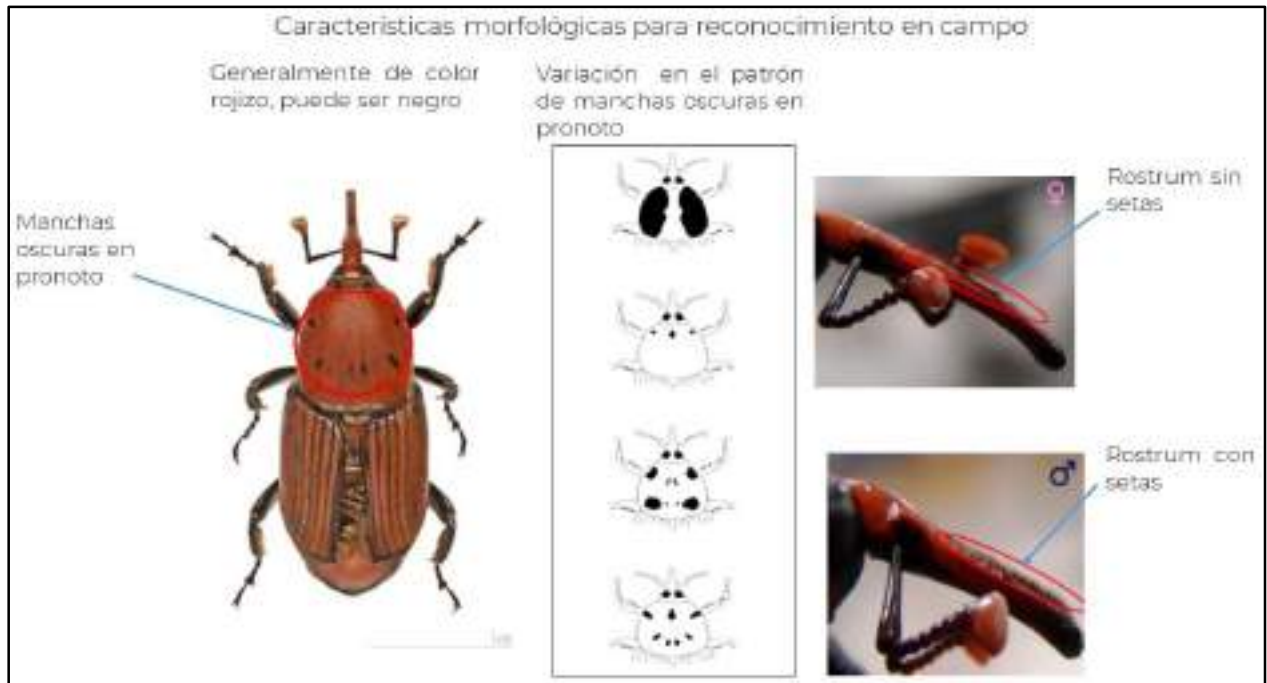 Características morfológicas para reconocimiento en campo
Generalmente de color
rojizo, puede ser negro
Variación en el patrón
de manchas oscuras en
pronoto
Manchas
oscuras en
pronoto
Rostrum sin
setas
Rostrum con
setas
♀
♂